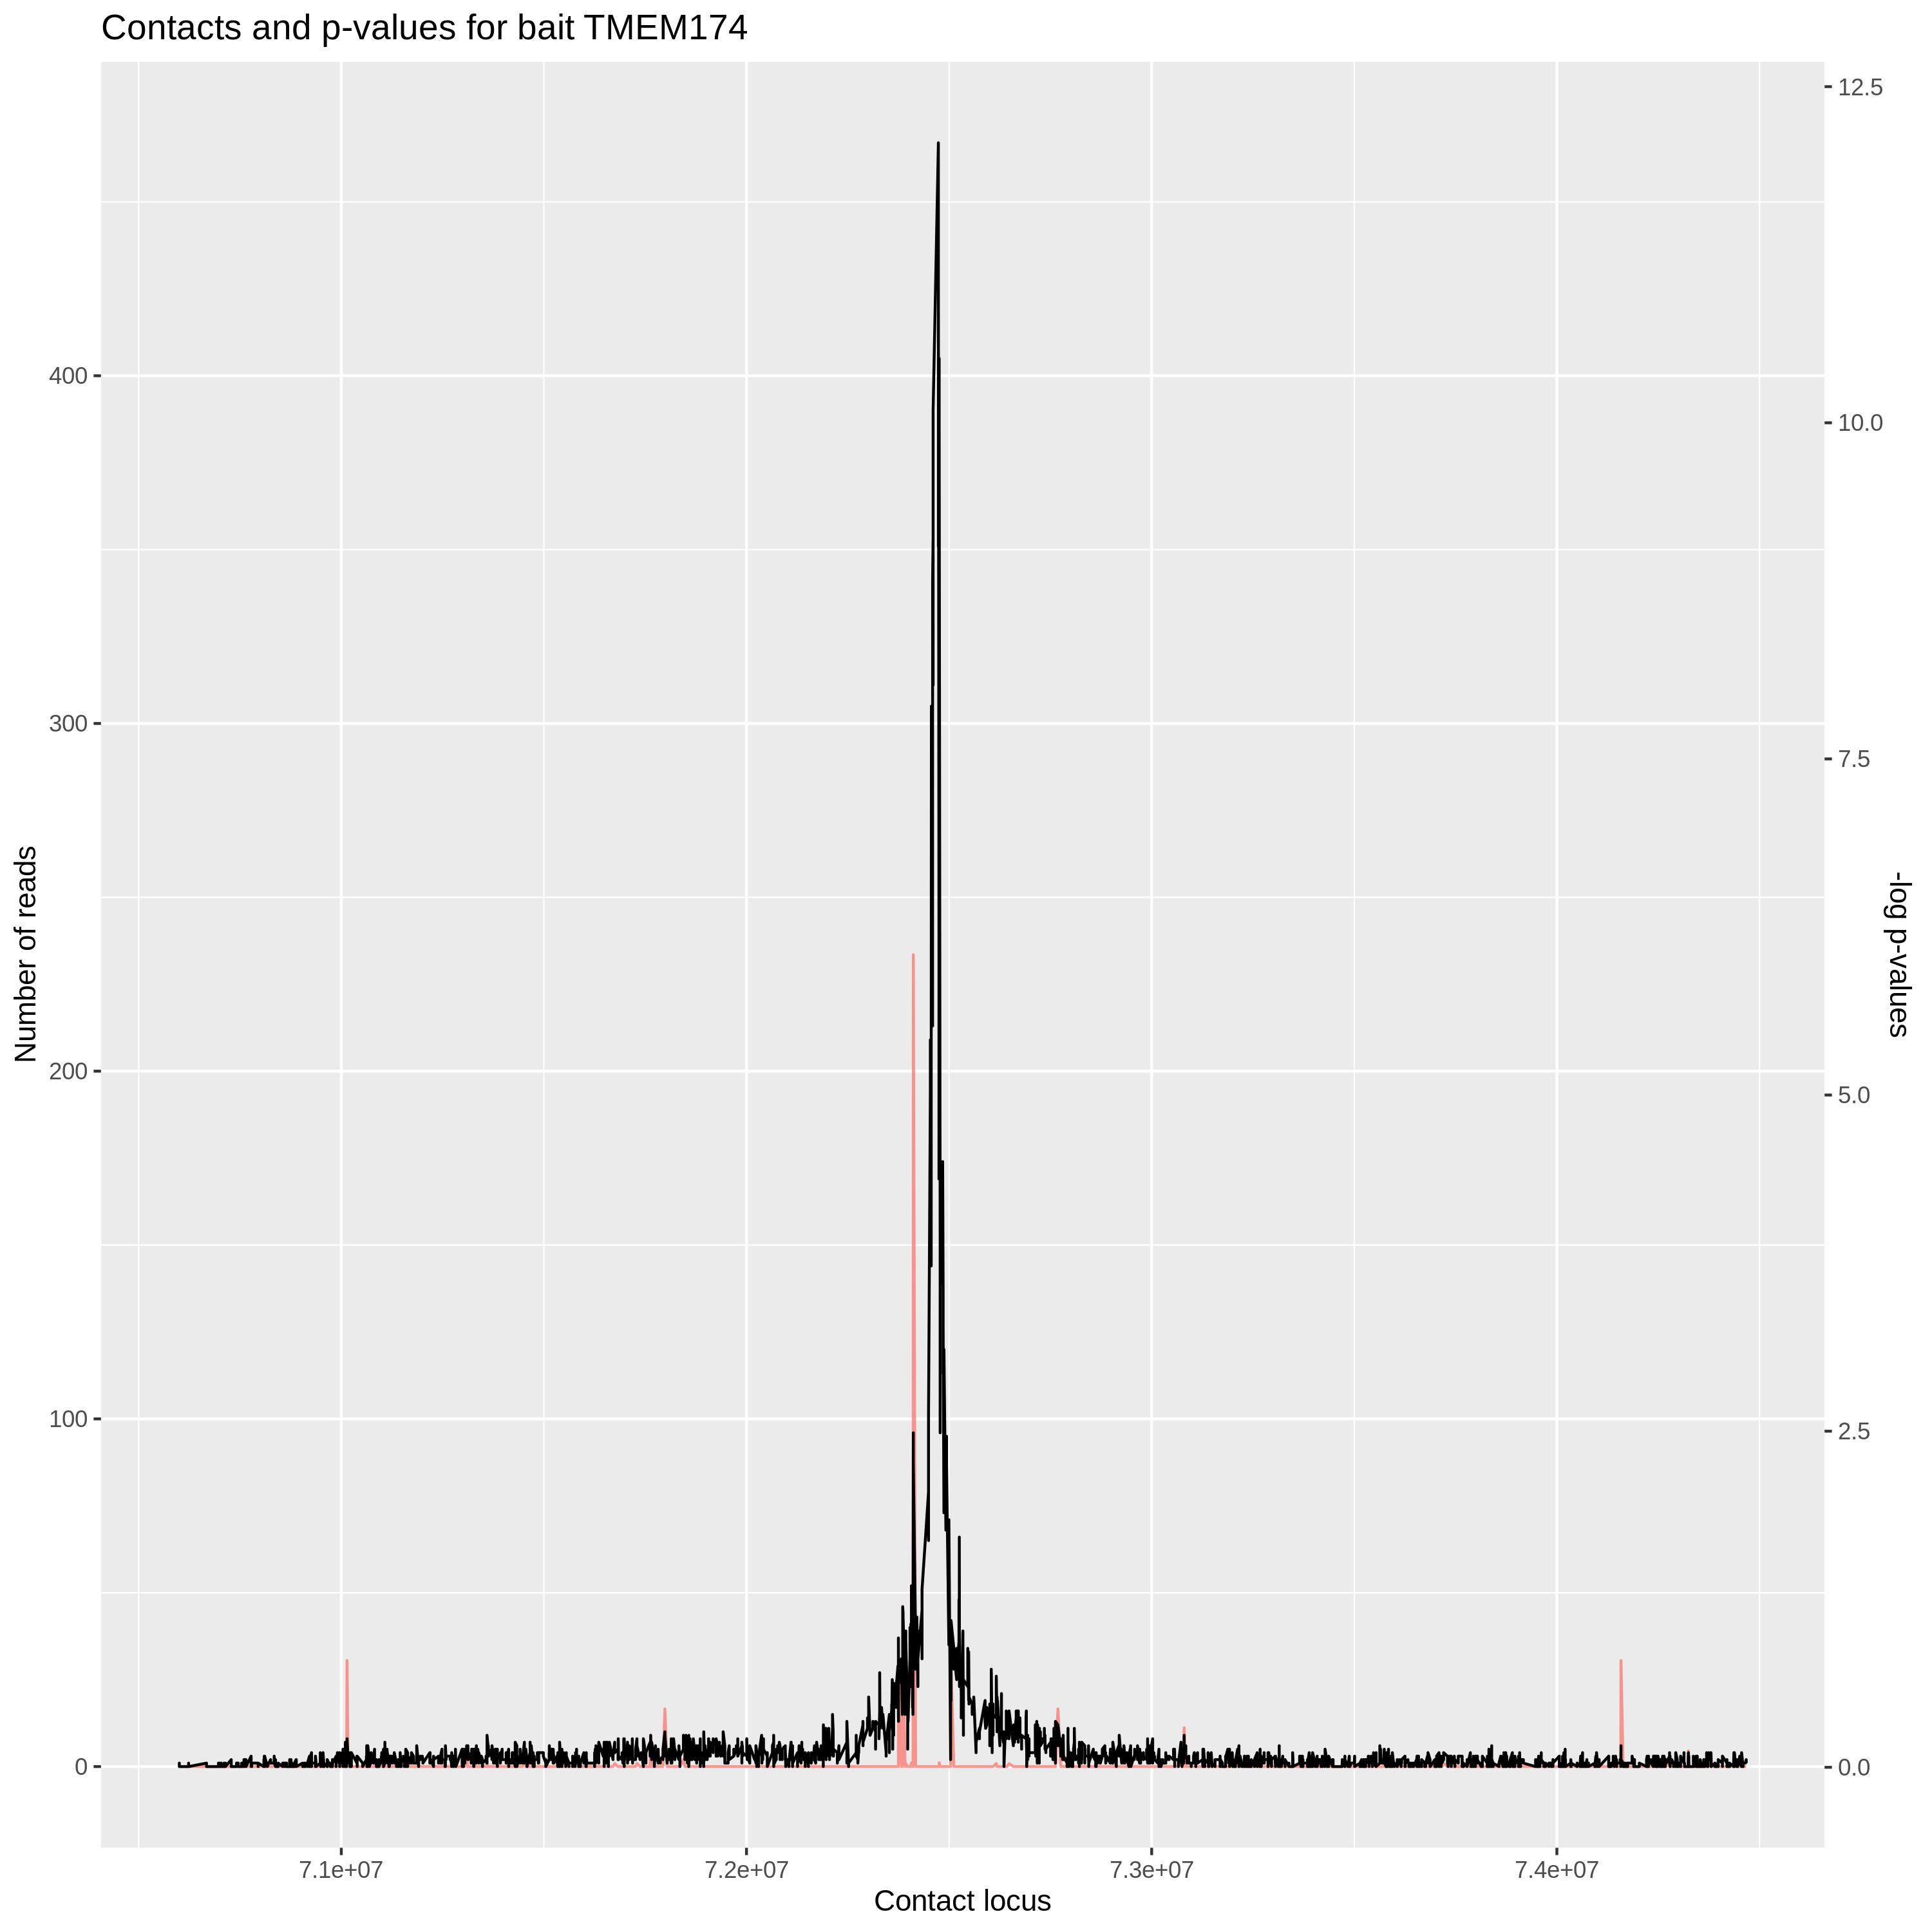 Contacts and p-values for bait TMEM174
12.5
400
10.0
300
7.5
Number of reads
-log p-values
200
5.0
100
2.5
0
0.0
7.1e+07
7.2e+07
7.3e+07
7.4e+07
Contact locus